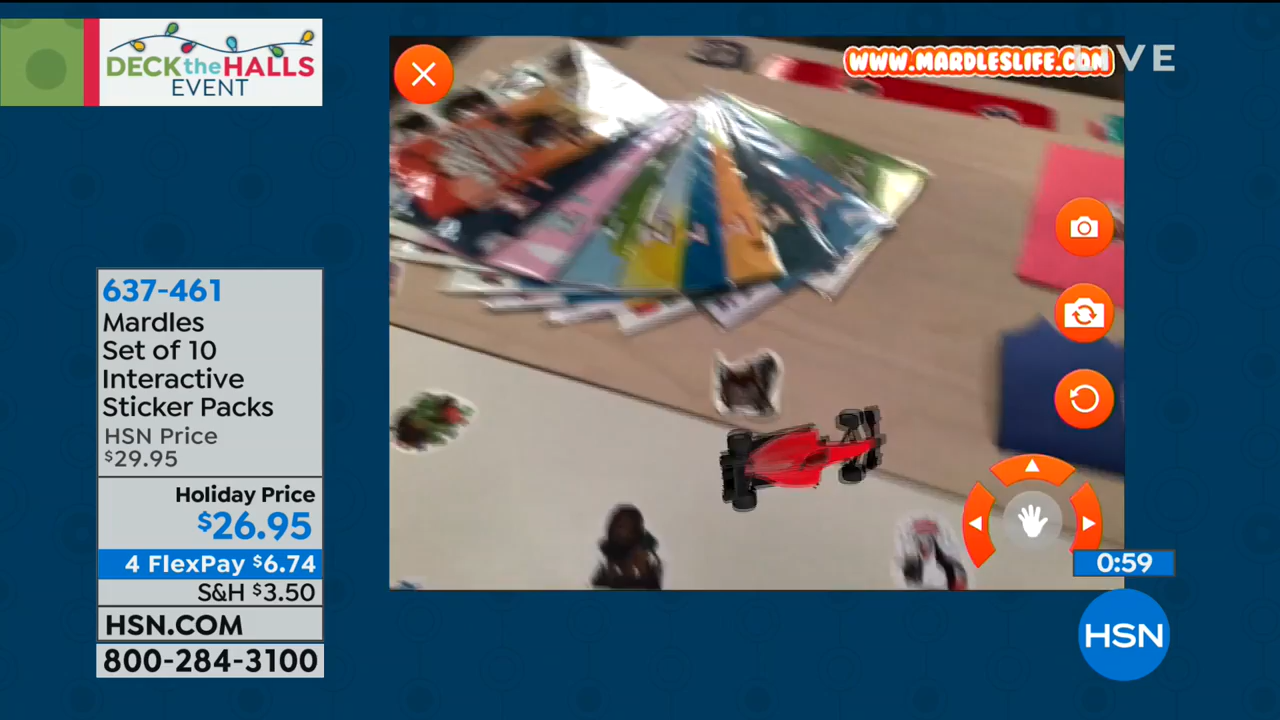 DECK the HALLS
EVENT
WWW.MARDLESLIFE.COM
LIVE
637-461
Mardles
Set of 10
Interactive
Sticker Packs
HSN Price
$29.95
Holiday Price
$26.95
4 FlexPay $6.74
S&H $3.50
HSN.COM
800-284-3100
0:59
HSN